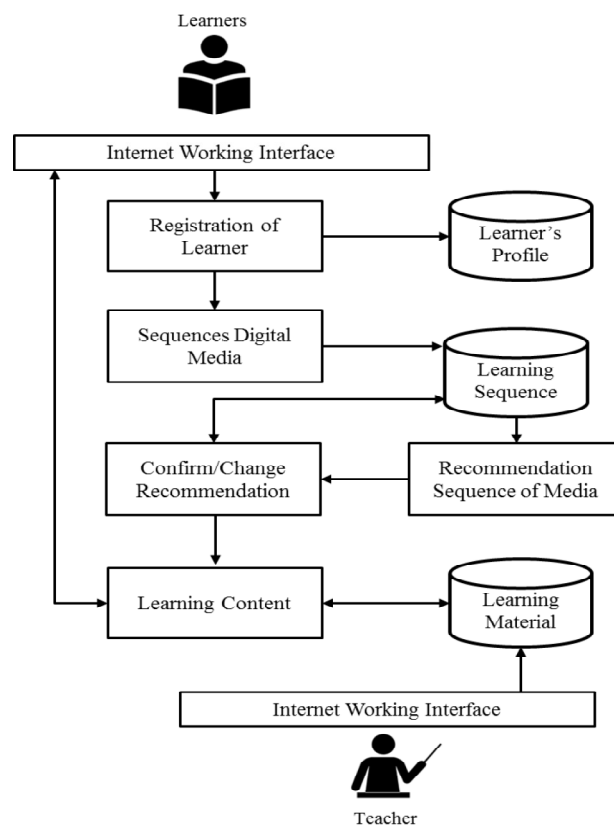 Learners
Internet Working Interface
Registration of
Learner
Learner's
Profile
Sequences Digital
Media
Learning
Sequence
Confirm/Change
Recommendation
Recommendation
Sequence of Media
Learning Content
Learning
Material
Internet Working Interface
Teacher